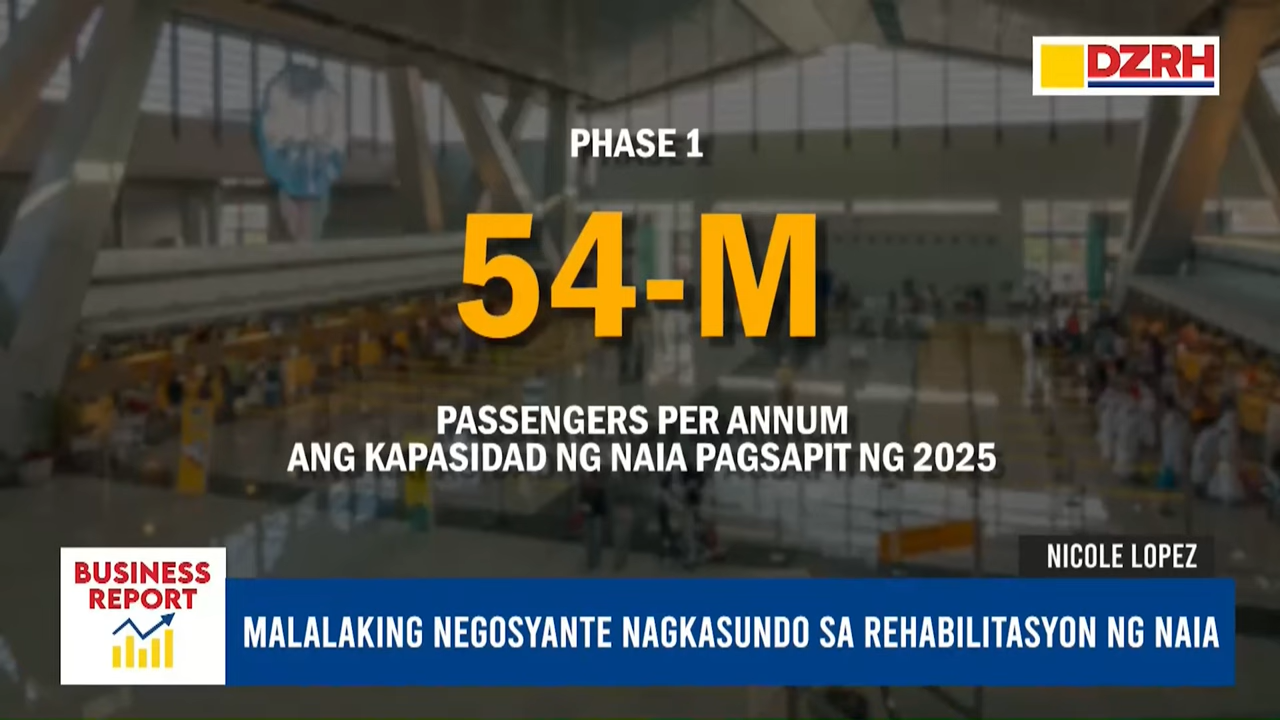 DZRH
PHASE 1
54-M
PASSENGERS PER ANNUM
ANG KAPASIDAD NG NAIA PAGSAPIT NG 2025
NICOLE LOPEZ
BUSINESS
REPORT
MALALAKING NEGOSYANTE NAGKASUNDO SA REHABILITASYON NG NAIA